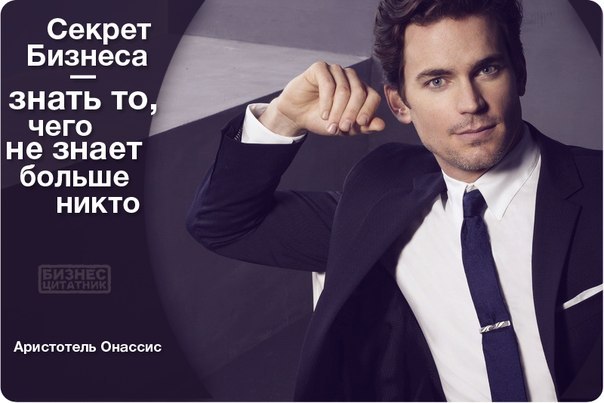 Секрет
Бизнеса
—
знать то,
чего
не знает
больше
никто
БИЗНЕС
ЦИТАТНИК
Аристотель Онассис